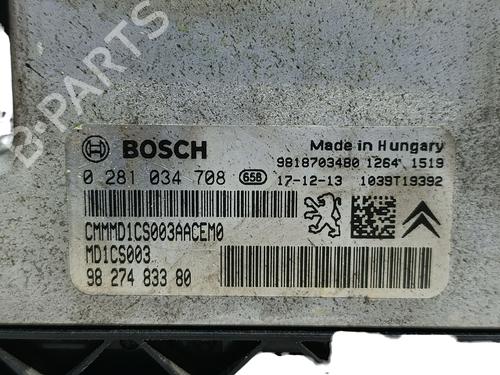 B-PARTS
BOSCH
Made in Hungary
9818703480 1264 1519
0 281 034 708 656 17-12-13 1039T19392
CMMMD1CS003AACEM0
MD1CS003
98 274 833 80